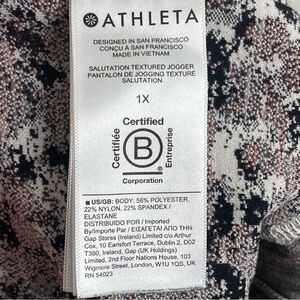 ATHLETA
DESIGNED IN SAN FRANCISCO
CONÇU À SAN FRANCISCO
MADE IN VIETNAM
SALUTATION TEXTURED JOGGER
PANTALON DE JOGGING TEXTURÉ
SALUTATION
1X
Certified
Certifiée
B
Entreprise
Corporation
■ US/GB: BODY: 56% POLYESTER,
22% NYLON, 22% SPANDEX /
ELASTANE
DISTRIBUIDO POR / Imported
By/Importe Par / ΕΙΣΑΓΕΤΑΙ ΑΠΟ ΤΗΝ:
Gap Stores (Ireland) Limited c/o Arthur
Cox, 10 Earlsfort Terrace, Dublin 2, D02
T380, Ireland, Gap (UK Holdings)
Limited, 2nd Floor Nations House, 103
Wigmore Street, London, W1U 1QS, UK
RN 54023